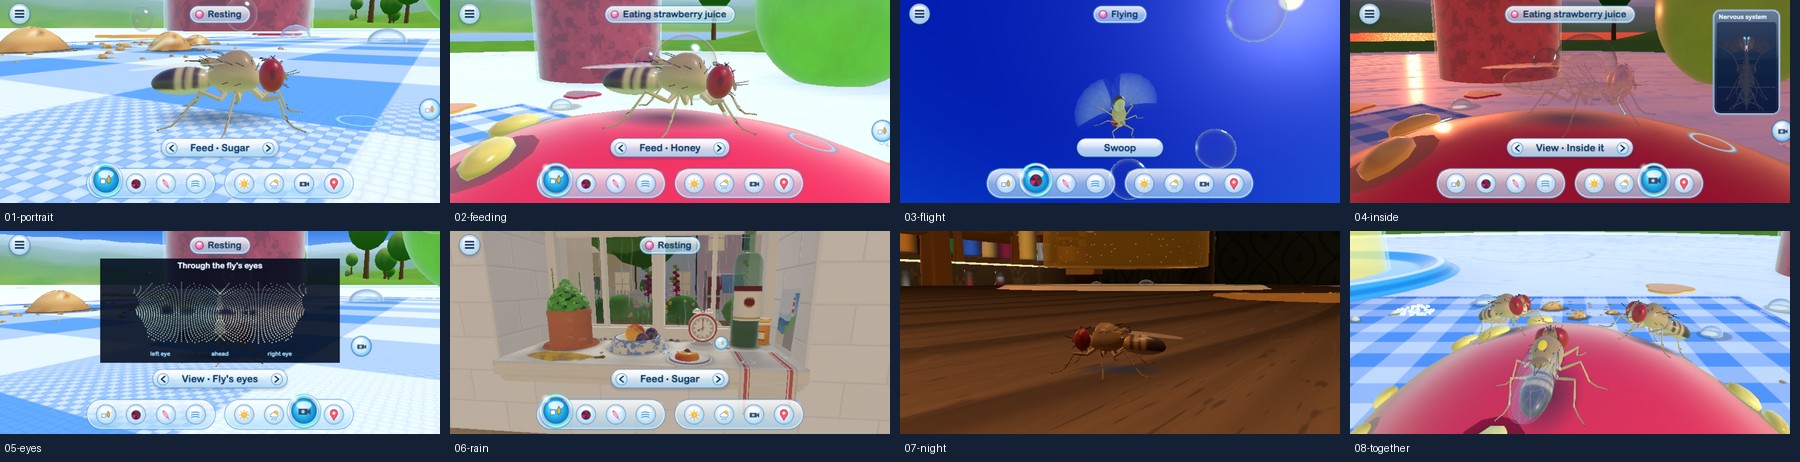 Resting
Feed • Sugar
01-portrait
Eating strawberry juice
Feed • Honey
02-feeding
Flying
Swoop
03-flight
Eating strawberry juice
Nervous system
View • Inside it
04-inside
Resting
Through the fly's eyes
left eye
ahead
right eye
View • Fly's eyes
05-eyes
Resting
Feed • Sugar
06-rain
07-night
08-together